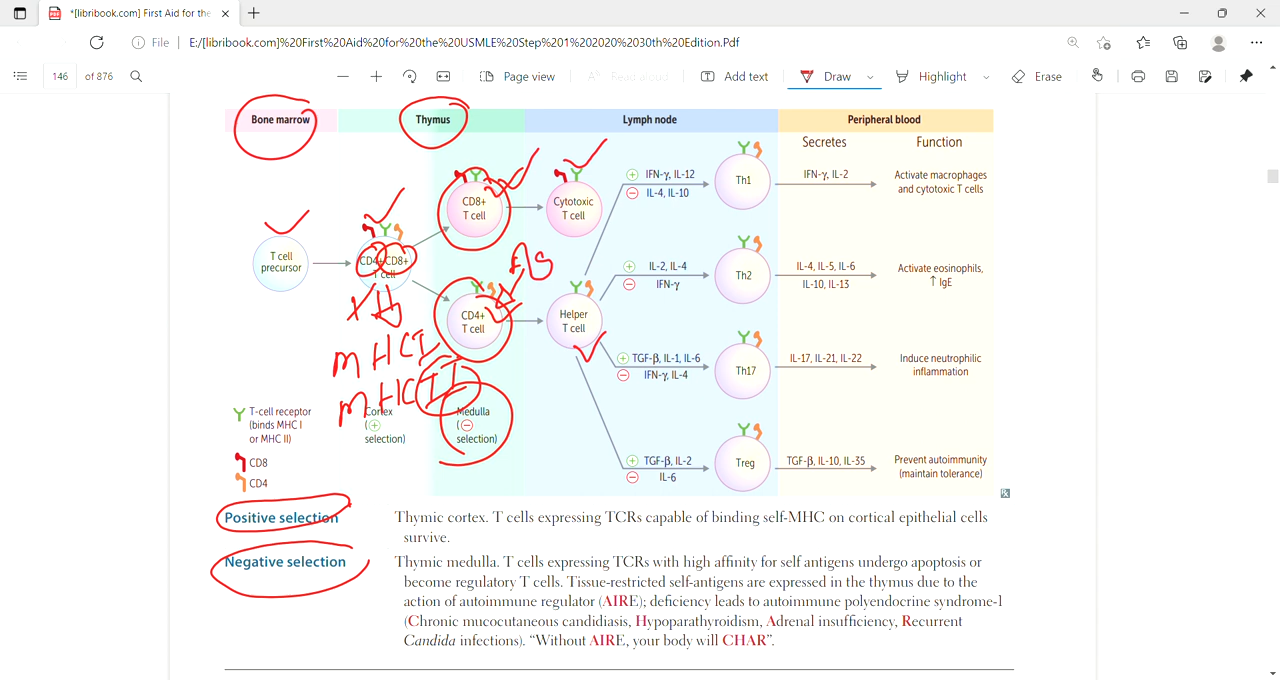 *[libribook.com] First Aid for the
File
E:/[libribook.com]%20First%20Aid%20for%20the%20USMLE%20Step%201%202020%2030th%20Edition.Pdf
146 of 876
Page view
Read aloud
Add text
Draw
Highlight
Erase
Bone marrow
Thymus
Lymph node
Peripheral blood
Secretes
Function
T cell
precursor
CD4+CD8+
T cell
CD8+
T cell
Cytotoxic
T cell
CD4+
T cell
Helper
T cell
IFN-γ, IL-12
IL-4, IL-10
Th1
IFN-γ, IL-2
Activate macrophages
and cytotoxic T cells
IL-2, IL-4
IFN-γ
Th2
IL-4, IL-5, IL-6
IL-10, IL-13
Activate eosinophils,
↑ IgE
TGF-β, IL-1, IL-6
IFN-γ, IL-4
Th17
IL-17, IL-21, IL-22
Induce neutrophilic
inflammation
TGF-β, IL-2
IL-6
Treg
TGF-β, IL-10, IL-35
Prevent autoimmunity
(maintain tolerance)
MHCI
MHCII
T-cell receptor
(binds MHC I
or MHC II)
CD8
CD4
Cortex
(+
selection)
Medulla
(−
selection)
Rx
Positive selection
Thymic cortex. T cells expressing TCRs capable of binding self-MHC on cortical epithelial cells
survive.
Negative selection
Thymic medulla. T cells expressing TCRs with high affinity for self antigens undergo apoptosis or
become regulatory T cells. Tissue-restricted self-antigens are expressed in the thymus due to the
action of autoimmune regulator (AIRE); deficiency leads to autoimmune polyendocrine syndrome-1
(Chronic mucocutaneous candidiasis, Hypoparathyroidism, Adrenal insufficiency, Recurrent
Candida infections). “Without AIRE, your body will CHAR”.